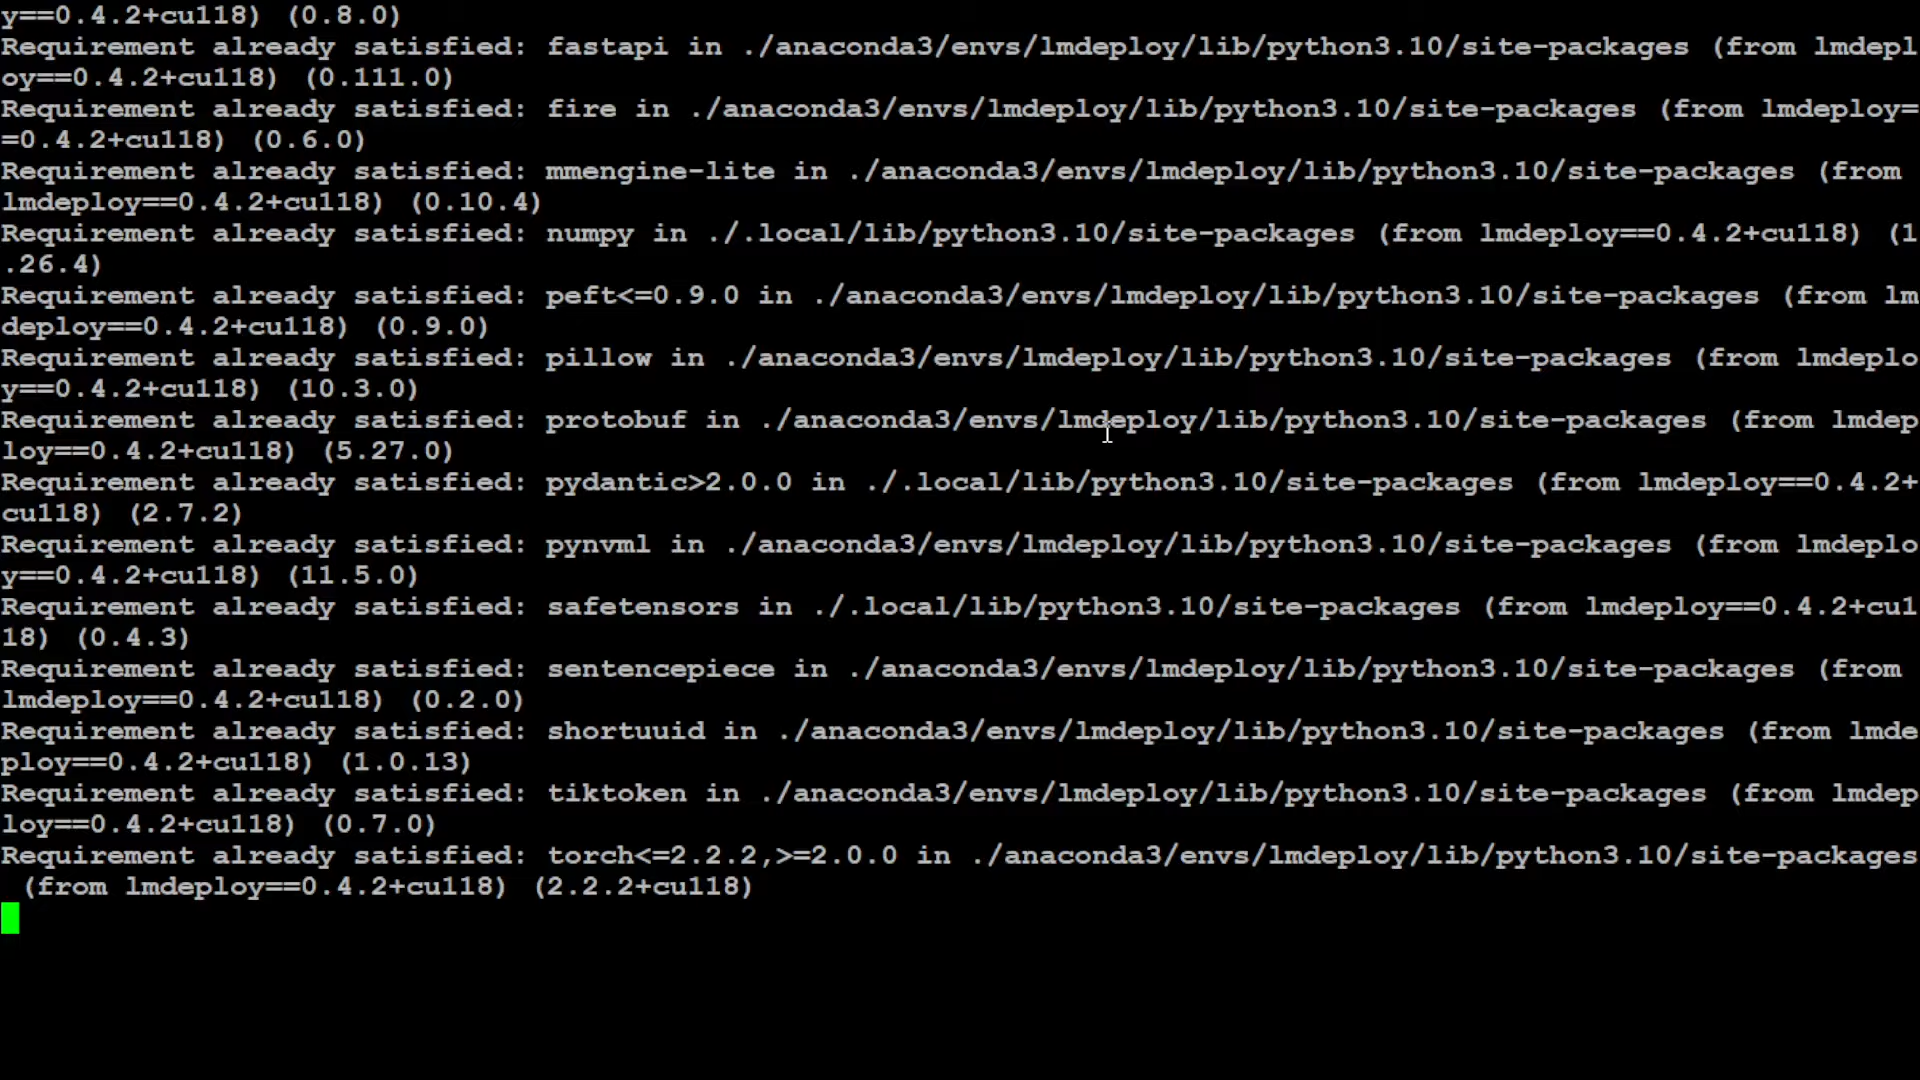 y==0.4.2+cu118) (0.8.0)
Requirement already satisfied: fastapi in ./anaconda3/envs/lmdeploy/lib/python3.10/site-packages (from lmdepl
oy==0.4.2+cu118) (0.111.0)
Requirement already satisfied: fire in ./anaconda3/envs/lmdeploy/lib/python3.10/site-packages (from lmdeploy=
=0.4.2+cu118) (0.6.0)
Requirement already satisfied: mmengine-lite in ./anaconda3/envs/lmdeploy/lib/python3.10/site-packages (from
lmdeploy==0.4.2+cu118) (0.10.4)
Requirement already satisfied: numpy in ./.local/lib/python3.10/site-packages (from lmdeploy==0.4.2+cu118) (1
.26.4)
Requirement already satisfied: peft<=0.9.0 in ./anaconda3/envs/lmdeploy/lib/python3.10/site-packages (from lm
deploy==0.4.2+cu118) (0.9.0)
Requirement already satisfied: pillow in ./anaconda3/envs/lmdeploy/lib/python3.10/site-packages (from lmdeplo
y==0.4.2+cu118) (10.3.0)
Requirement already satisfied: protobuf in ./anaconda3/envs/lmdeploy/lib/python3.10/site-packages (from lmdep
loy==0.4.2+cu118) (5.27.0)
Requirement already satisfied: pydantic>2.0.0 in ./.local/lib/python3.10/site-packages (from lmdeploy==0.4.2+
cu118) (2.7.2)
Requirement already satisfied: pynvml in ./anaconda3/envs/lmdeploy/lib/python3.10/site-packages (from lmdeplo
y==0.4.2+cu118) (11.5.0)
Requirement already satisfied: safetensors in ./.local/lib/python3.10/site-packages (from lmdeploy==0.4.2+cu1
18) (0.4.3)
Requirement already satisfied: sentencepiece in ./anaconda3/envs/lmdeploy/lib/python3.10/site-packages (from
lmdeploy==0.4.2+cu118) (0.2.0)
Requirement already satisfied: shortuuid in ./anaconda3/envs/lmdeploy/lib/python3.10/site-packages (from lmde
ploy==0.4.2+cu118) (1.0.13)
Requirement already satisfied: tiktoken in ./anaconda3/envs/lmdeploy/lib/python3.10/site-packages (from lmdep
loy==0.4.2+cu118) (0.7.0)
Requirement already satisfied: torch<=2.2.2,>=2.0.0 in ./anaconda3/envs/lmdeploy/lib/python3.10/site-packages
 (from lmdeploy==0.4.2+cu118) (2.2.2+cu118)